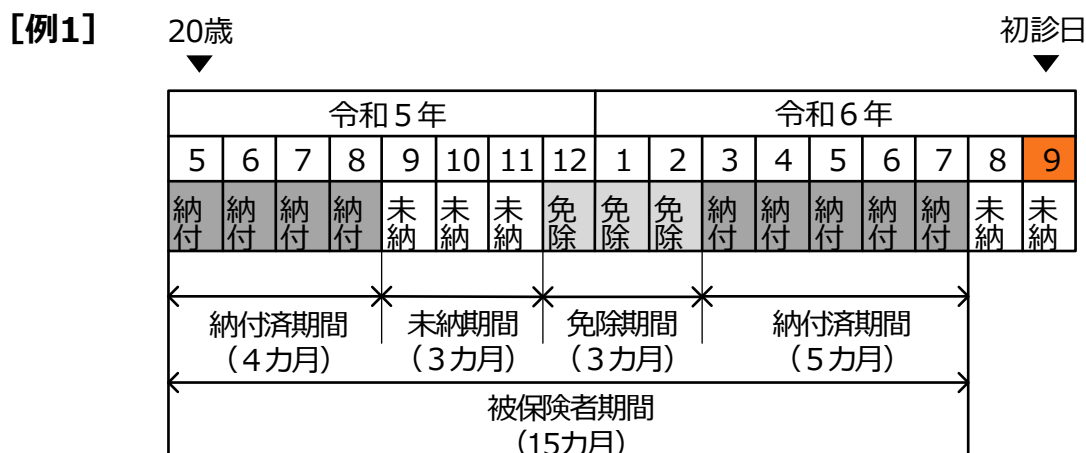 ［例1］ 20歳 初診日
▼ ▼
令和５年 令和６年
5 6 7 8 9 10 11 12 1 2 3 4 5 6 7 8 9
納付 納付 納付 納付 未納 未納 未納 免除 免除 免除 納付 納付 納付 納付 納付 未納 未納
納付済期間 未納期間 免除期間 納付済期間
（４カ月） （３カ月） （３カ月） （５カ月）
被保険者期間
（15カ月）